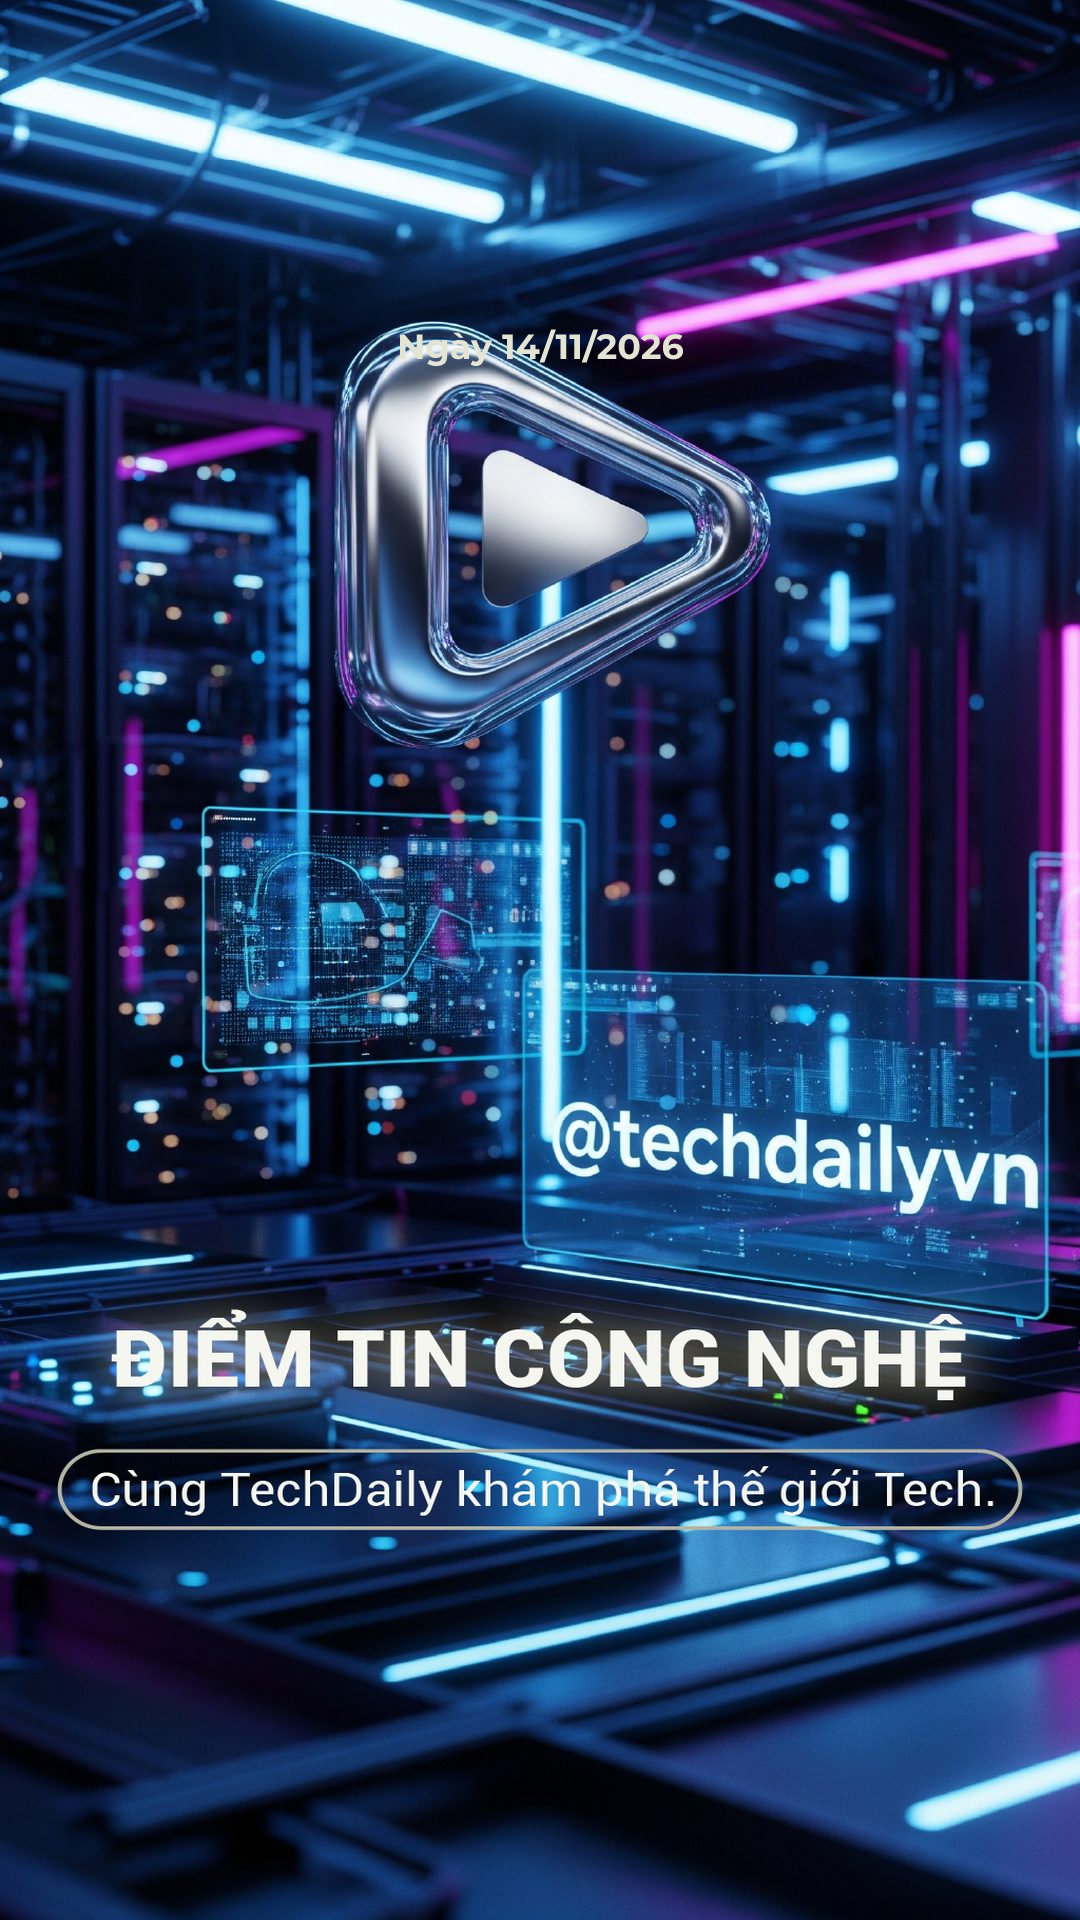 Ngày 14/11/2026
@techdailyvn
ĐIỂM TIN CÔNG NGHỆ
Cùng TechDaily khám phá thế giới Tech.